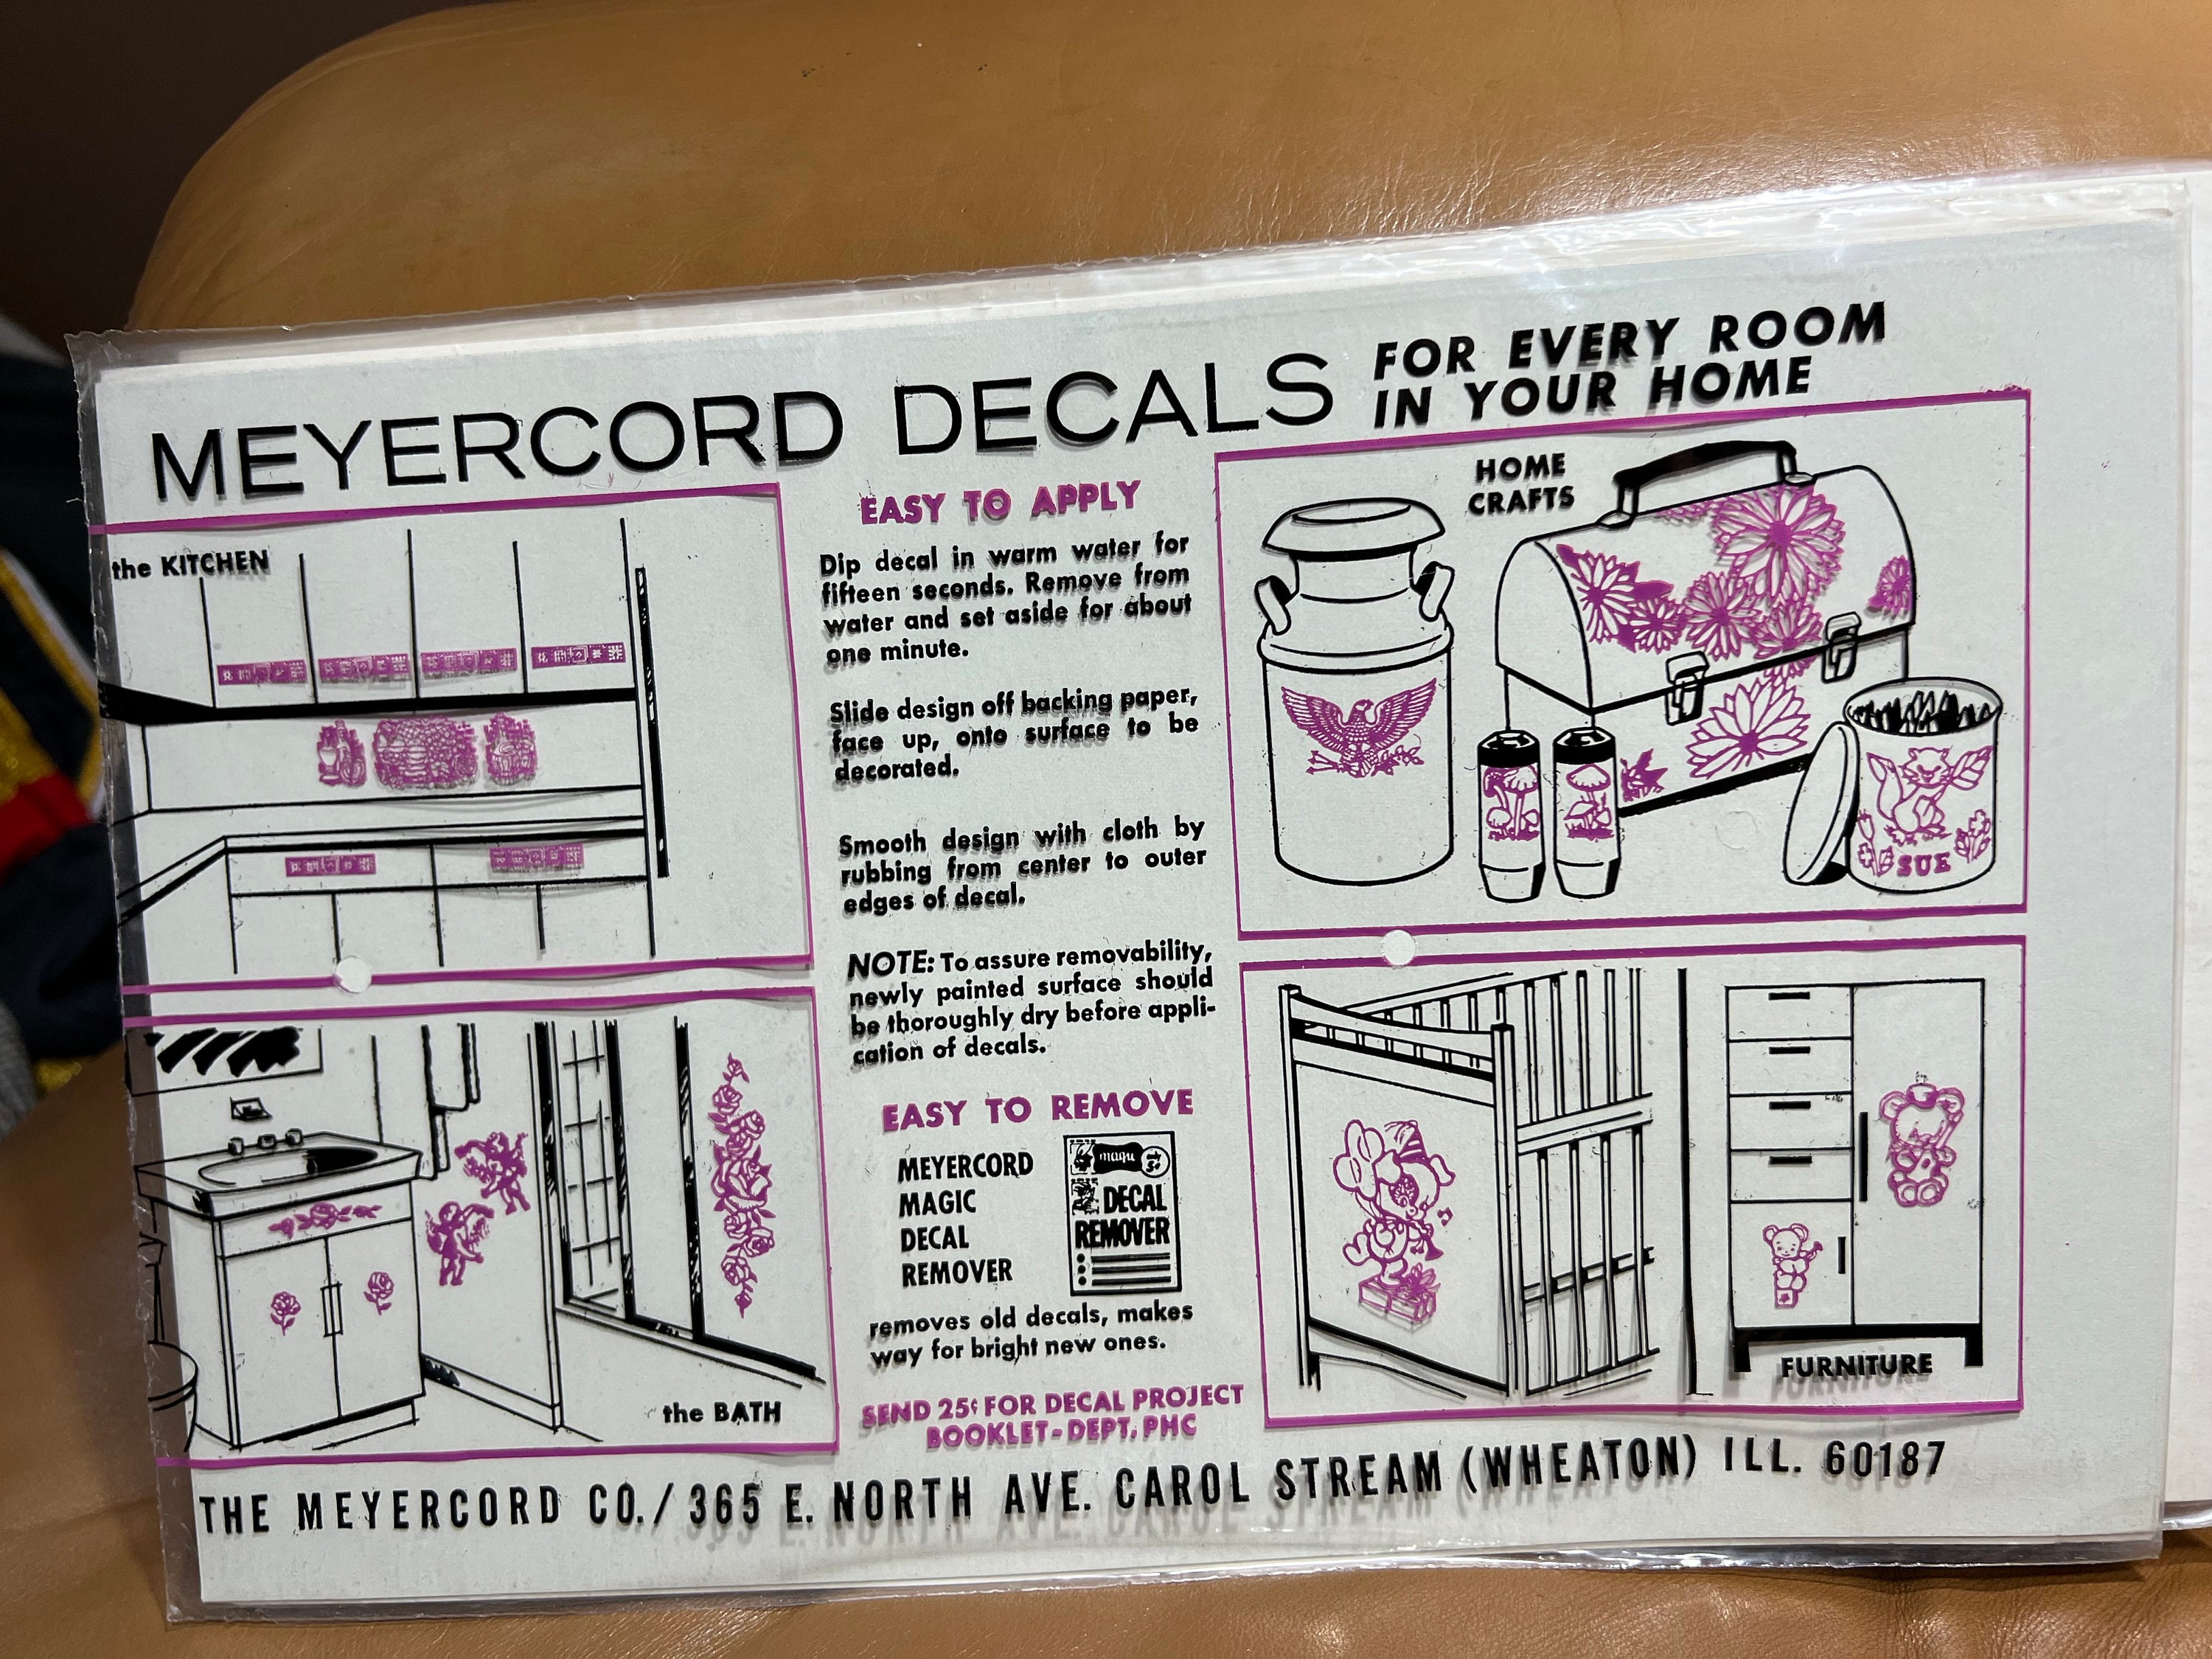 MEYERCORD DECALS
FOR EVERY ROOM
IN YOUR HOME
the KITCHEN
EASY TO APPLY
Dip decal in warm water for
fifteen seconds. Remove from
water and set aside for about
one minute.
Slide design off backing paper,
face up, onto surface to be
decorated.
Smooth design with cloth by
rubbing from center to outer
edges of decal.
NOTE: To assure removability,
newly painted surface should
be thoroughly dry before appli-
cation of decals.
EASY TO REMOVE
MEYERCORD
MAGIC
DECAL
REMOVER
DECAL
REMOVER
removes old decals, makes
way for bright new ones.
SEND 25¢ FOR DECAL PROJECT
BOOKLET-DEPT. PHC
the BATH
HOME
CRAFTS
SUE
FURNITURE
THE MEYERCORD CO./ 365 E. NORTH AVE. CAROL STREAM (WHEATON) ILL. 60187